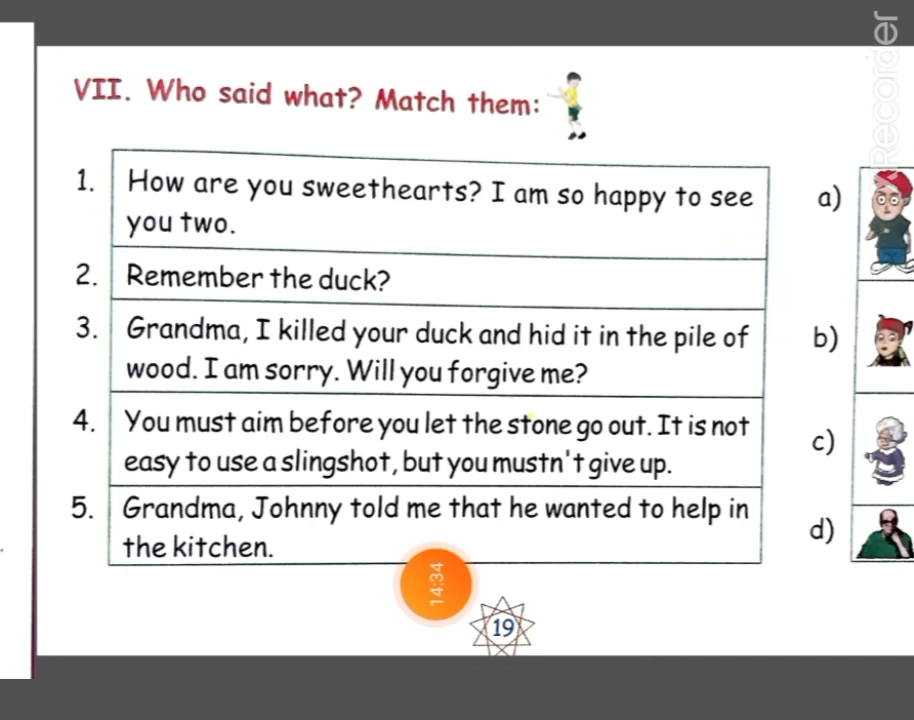 Recorder
VII. Who said what? Match them:
1. How are you sweethearts? I am so happy to see
you two.
a)
2. Remember the duck?
3. Grandma, I killed your duck and hid it in the pile of
wood. I am sorry. Will you forgive me?
b)
4. You must aim before you let the stone go out. It is not
easy to use a slingshot, but you mustn't give up.
c)
5. Grandma, Johnny told me that he wanted to help in
the kitchen.
d)
14:34
19